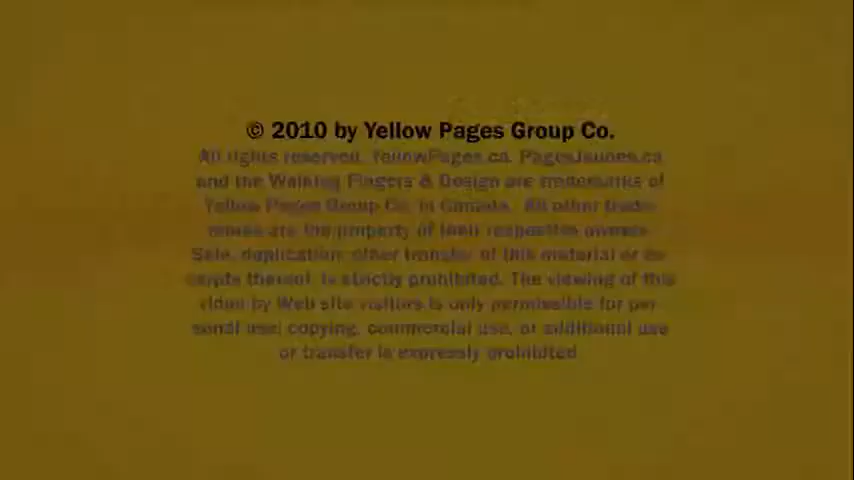 © 2010 by Yellow Pages Group Co.
All rights reserved. YellowPages.ca, PagesJaunes.ca
and the Walking Fingers & Design are trademarks of
Yellow Pages Group Co. in Canada. All other trade-
marks are the property of their respective owners.
Sale, duplication, other transfer of this material or ex-
cerpts thereof, is strictly prohibited. The viewing of this
video by Web site visitors is only permissible for per-
sonal use; copying, commercial use, or additional use
or transfer is expressly prohibited.